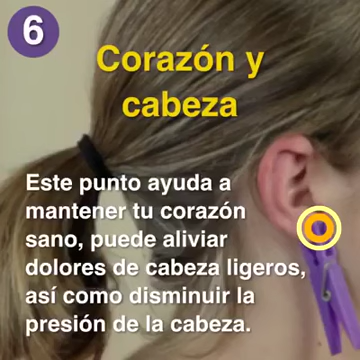 6
Corazón y
cabeza
Este punto ayuda a
mantener tu corazón
sano, puede aliviar
dolores de cabeza ligeros,
así como disminuir la
presión de la cabeza.